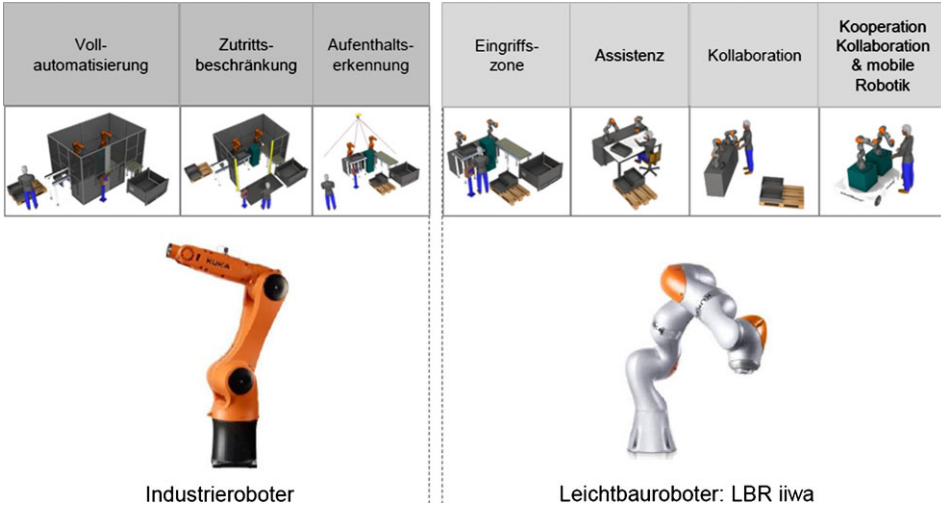 Voll-
automatisierung
Zutritts-
beschränkung
Aufenthalts-
erkennung
Eingriffs-
zone
Assistenz
Kollaboration
Kooperation
Kollaboration
& mobile
Robotik
KUKA
Industrieroboter
Leichtbauroboter: LBR iiwa